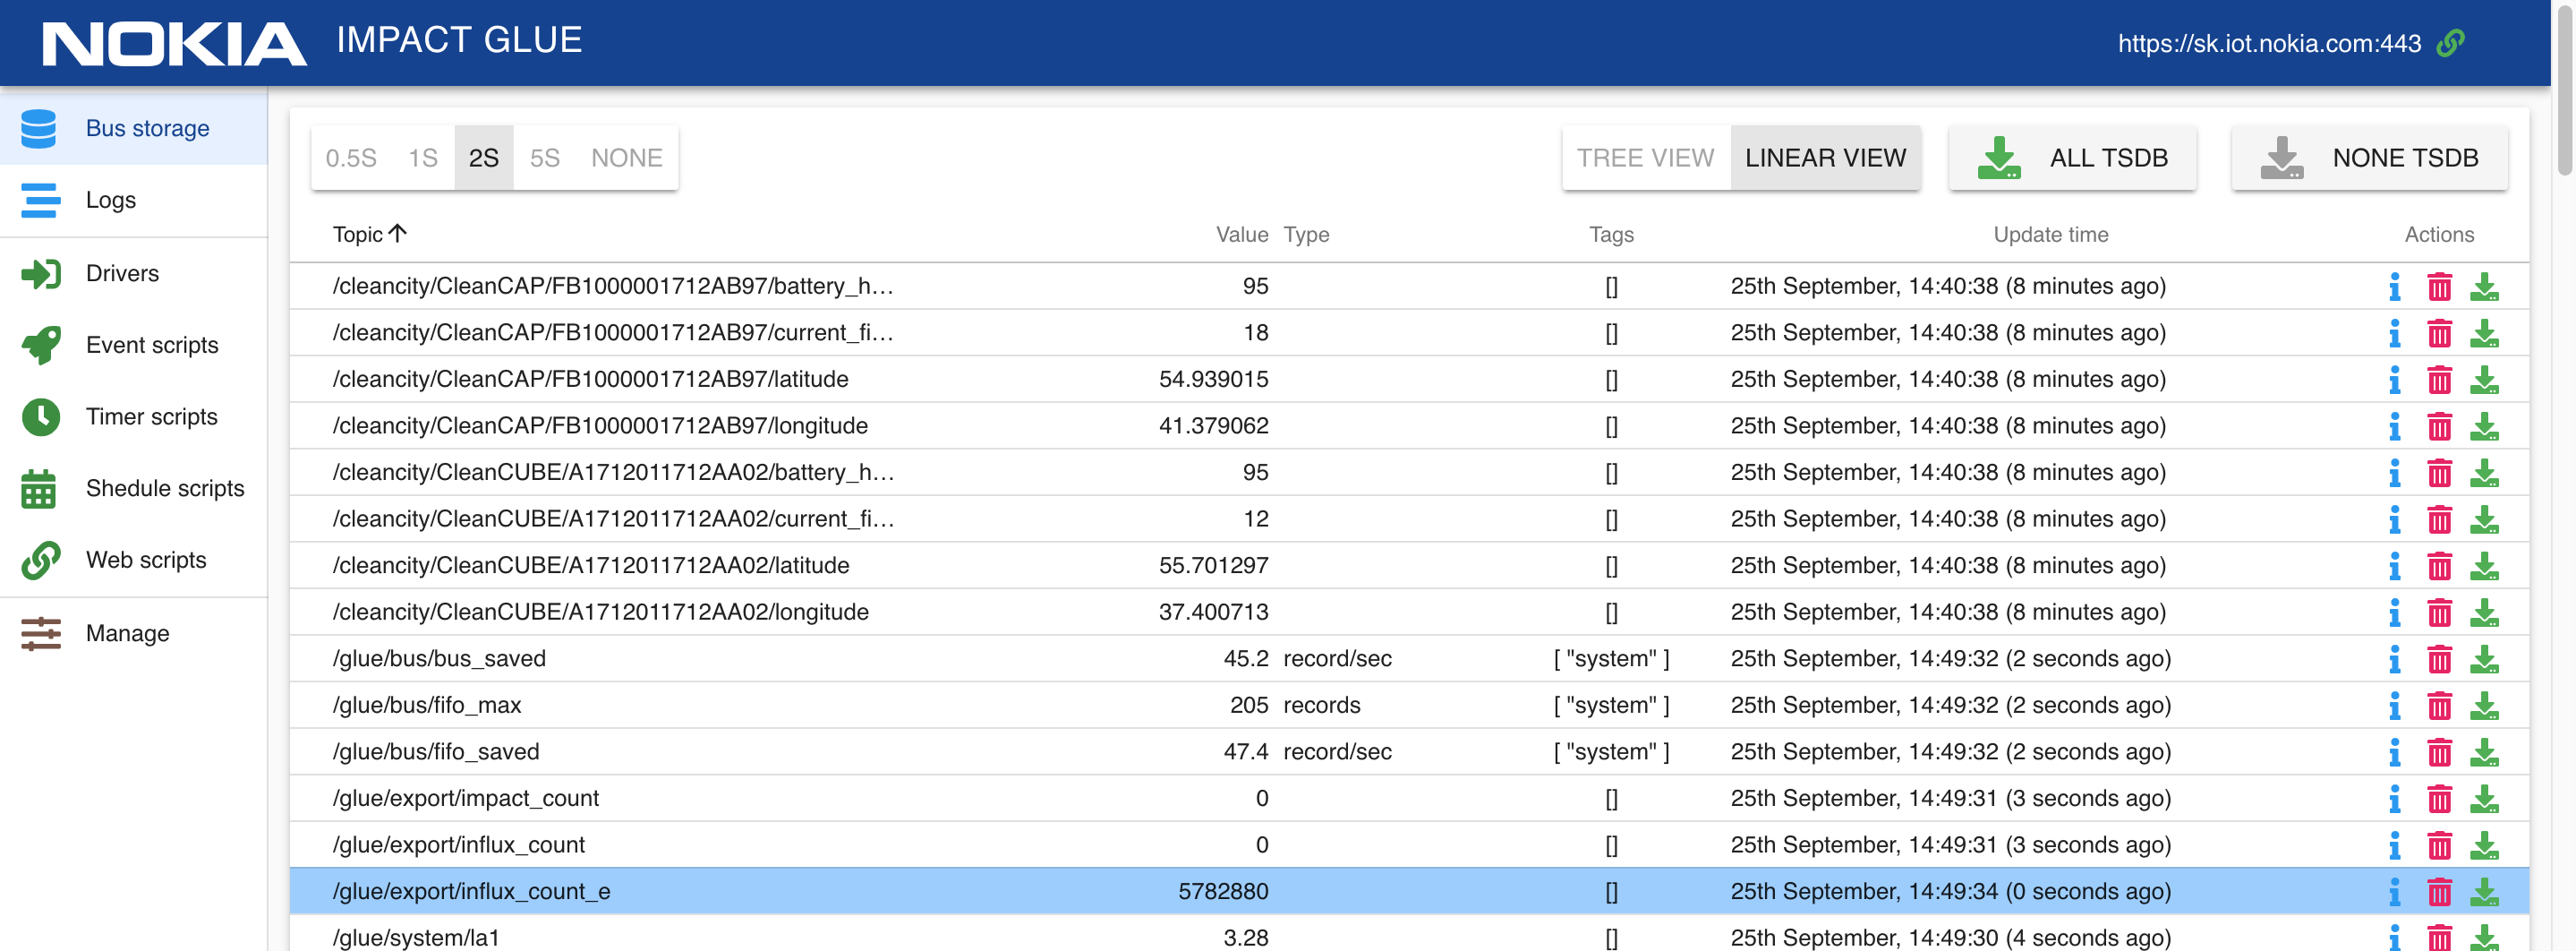 NOKIA IMPACT GLUE https://sk.iot.nokia.com:443
Bus storage
Logs
Drivers
Event scripts
Timer scripts
Shedule scripts
Web scripts
Manage
0.5S 1S 2S 5S NONE TREE VIEW LINEAR VIEW ALL TSDB NONE TSDB
Topic Value Type Tags Update time Actions
/cleancity/CleanCAP/FB1000001712AB97/battery_h… 95 [] 25th September, 14:40:38 (8 minutes ago)
/cleancity/CleanCAP/FB1000001712AB97/current_fi… 18 [] 25th September, 14:40:38 (8 minutes ago)
/cleancity/CleanCAP/FB1000001712AB97/latitude 54.939015 [] 25th September, 14:40:38 (8 minutes ago)
/cleancity/CleanCAP/FB1000001712AB97/longitude 41.379062 [] 25th September, 14:40:38 (8 minutes ago)
/cleancity/CleanCUBE/A1712011712AA02/battery_h… 95 [] 25th September, 14:40:38 (8 minutes ago)
/cleancity/CleanCUBE/A1712011712AA02/current_fi… 12 [] 25th September, 14:40:38 (8 minutes ago)
/cleancity/CleanCUBE/A1712011712AA02/latitude 55.701297 [] 25th September, 14:40:38 (8 minutes ago)
/cleancity/CleanCUBE/A1712011712AA02/longitude 37.400713 [] 25th September, 14:40:38 (8 minutes ago)
/glue/bus/bus_saved 45.2 record/sec [ "system" ] 25th September, 14:49:32 (2 seconds ago)
/glue/bus/fifo_max 205 records [ "system" ] 25th September, 14:49:32 (2 seconds ago)
/glue/bus/fifo_saved 47.4 record/sec [ "system" ] 25th September, 14:49:32 (2 seconds ago)
/glue/export/impact_count 0 [] 25th September, 14:49:31 (3 seconds ago)
/glue/export/influx_count 0 [] 25th September, 14:49:31 (3 seconds ago)
/glue/export/influx_count_e 5782880 [] 25th September, 14:49:34 (0 seconds ago)
/glue/system/la1 3.28 [] 25th September, 14:49:30 (4 seconds ago)